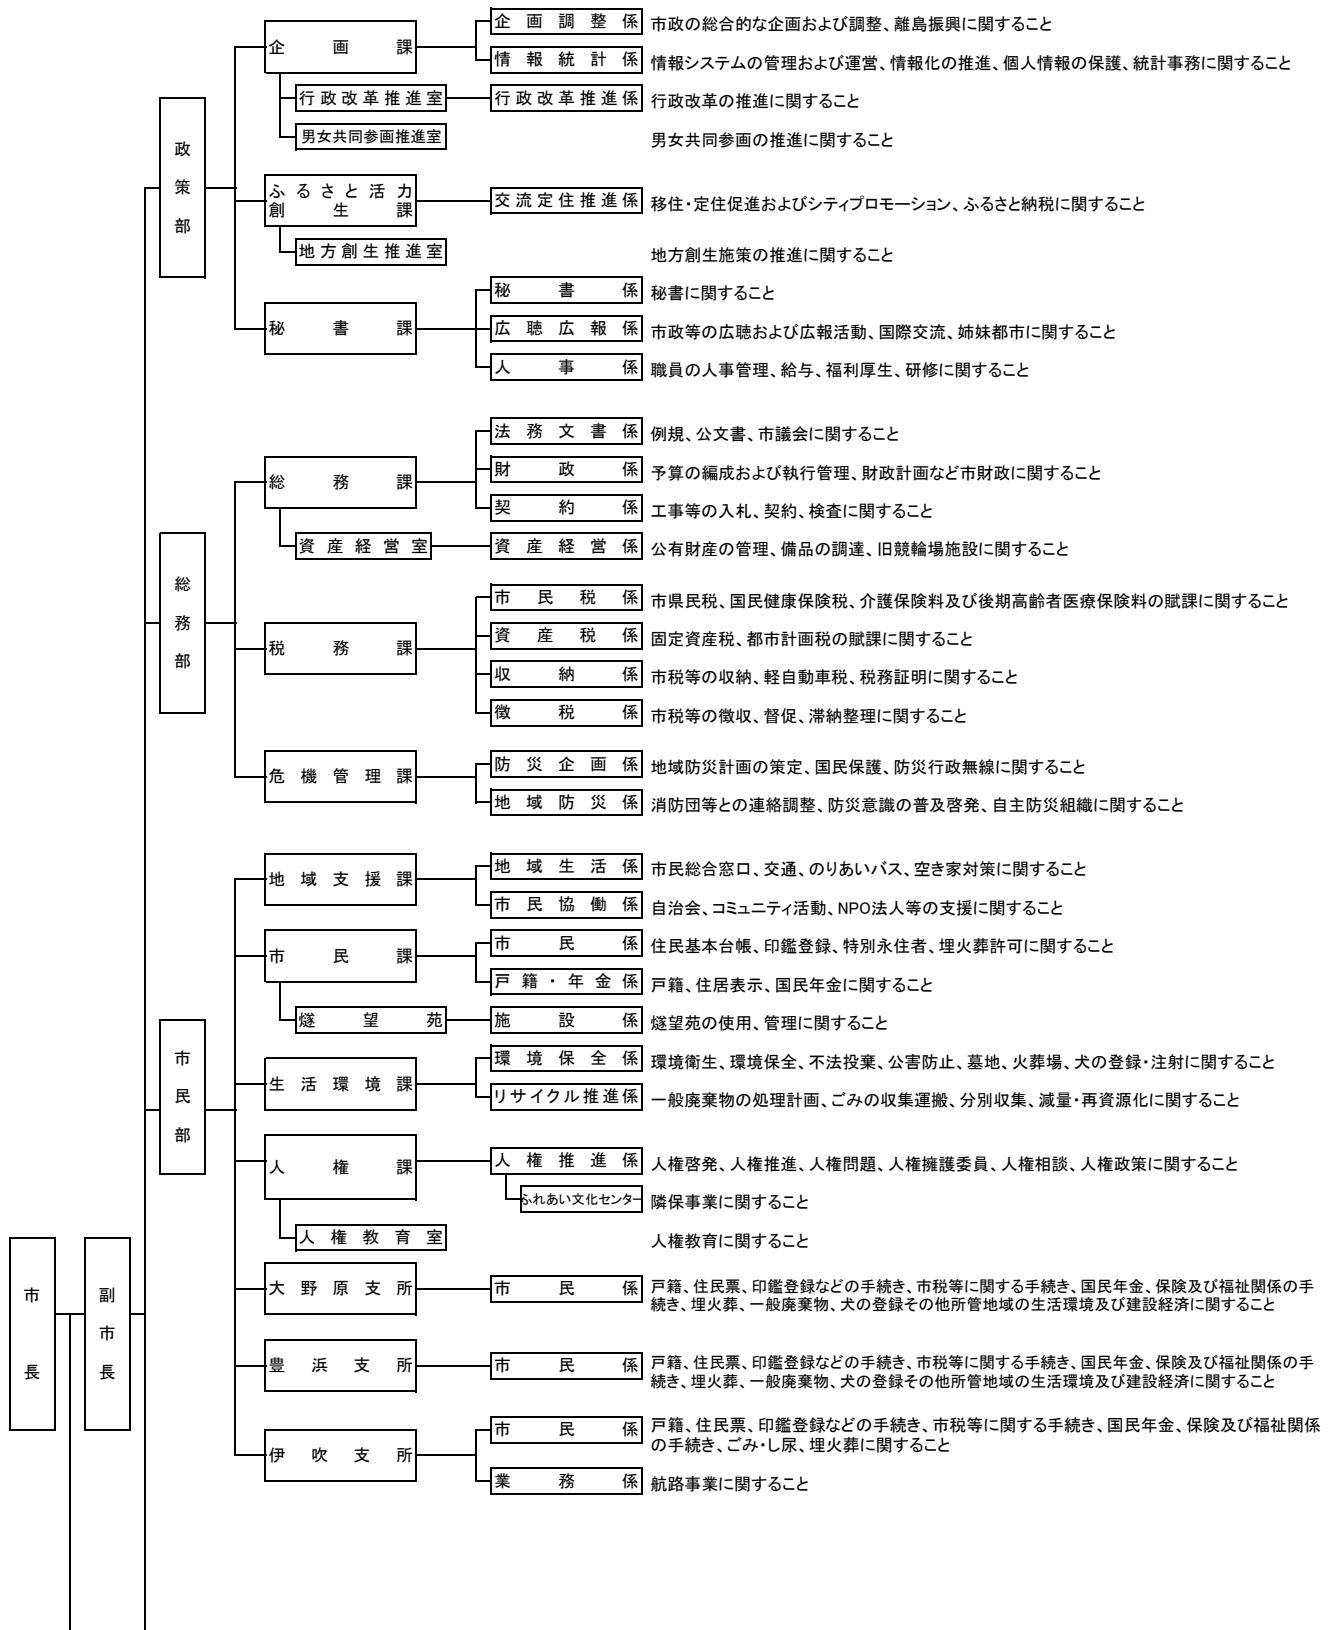 企画課
企画調整係 市政の総合的な企画および調整、離島振興に関すること
情報統計係 情報システムの管理および運営、情報化の推進、個人情報の保護、統計事務に関すること
行政改革推進室 行政改革推進係 行政改革の推進に関すること
男女共同参画推進室 男女共同参画の推進に関すること
政策部
ふるさと活力
創生課
交流定住推進係 移住・定住促進およびシティプロモーション、ふるさと納税に関すること
地方創生推進室 地方創生施策の推進に関すること
秘書課
秘書係 秘書に関すること
広聴広報係 市政等の広聴および広報活動、国際交流、姉妹都市に関すること
人事係 職員の人事管理、給与、福利厚生、研修に関すること
総務部
総務課
法務文書係 例規、公文書、市議会に関すること
財政係 予算の編成および執行管理、財政計画など市財政に関すること
契約係 工事等の入札、契約、検査に関すること
資産経営室 資産経営係 公有財産の管理、備品の調達、旧競輪場施設に関すること
税務課
市民税係 市県民税、国民健康保険税、介護保険料及び後期高齢者医療保険料の賦課に関すること
資産税係 固定資産税、都市計画税の賦課に関すること
収納係 市税等の収納、軽自動車税、税務証明に関すること
徴税係 市税等の徴収、督促、滞納整理に関すること
危機管理課
防災企画係 地域防災計画の策定、国民保護、防災行政無線に関すること
地域防災係 消防団等との連絡調整、防災意識の普及啓発、自主防災組織に関すること
市民部
地域支援課
地域生活係 市民総合窓口、交通、のりあいバス、空き家対策に関すること
市民協働係 自治会、コミュニティ活動、NPO法人等の支援に関すること
市民課
市民係 住民基本台帳、印鑑登録、特別永住者、埋火葬許可に関すること
戸籍・年金係 戸籍、住居表示、国民年金に関すること
燧望苑 施設係 燧望苑の使用、管理に関すること
生活環境課
環境保全係 環境衛生、環境保全、不法投棄、公害防止、墓地、火葬場、犬の登録・注射に関すること
リサイクル推進係 一般廃棄物の処理計画、ごみの収集運搬、分別収集、減量・再資源化に関すること
人権課
人権推進係 人権啓発、人権推進、人権問題、人権擁護委員、人権相談、人権政策に関すること
ふれあい文化センター 隣保事業に関すること
人権教育室 人権教育に関すること
市長
副市長
大野原支所 市民係
戸籍、住民票、印鑑登録などの手続き、市税等に関する手続き、国民年金、保険及び福祉関係の手
続き、埋火葬、一般廃棄物、犬の登録その他所管地域の生活環境及び建設経済に関すること
豊浜支所 市民係
戸籍、住民票、印鑑登録などの手続き、市税等に関する手続き、国民年金、保険及び福祉関係の手
続き、埋火葬、一般廃棄物、犬の登録その他所管地域の生活環境及び建設経済に関すること
伊吹支所
市民係
戸籍、住民票、印鑑登録などの手続き、市税等に関する手続き、国民年金、保険及び福祉関係
の手続き、ごみ・し尿、埋火葬に関すること
業務係 航路事業に関すること